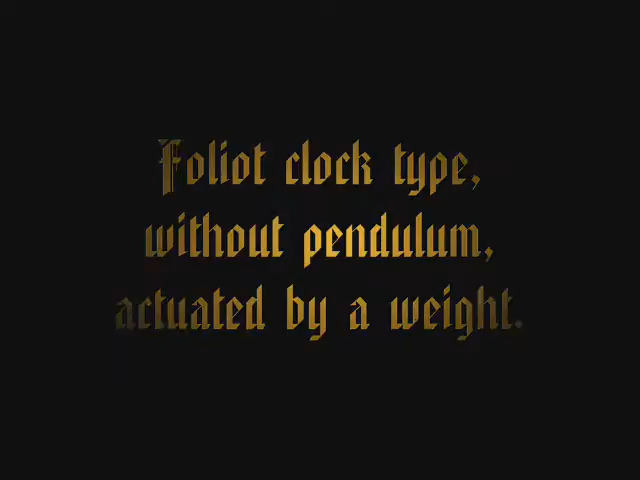 Foliot clock type,
without pendulum,
actuated by a weight.